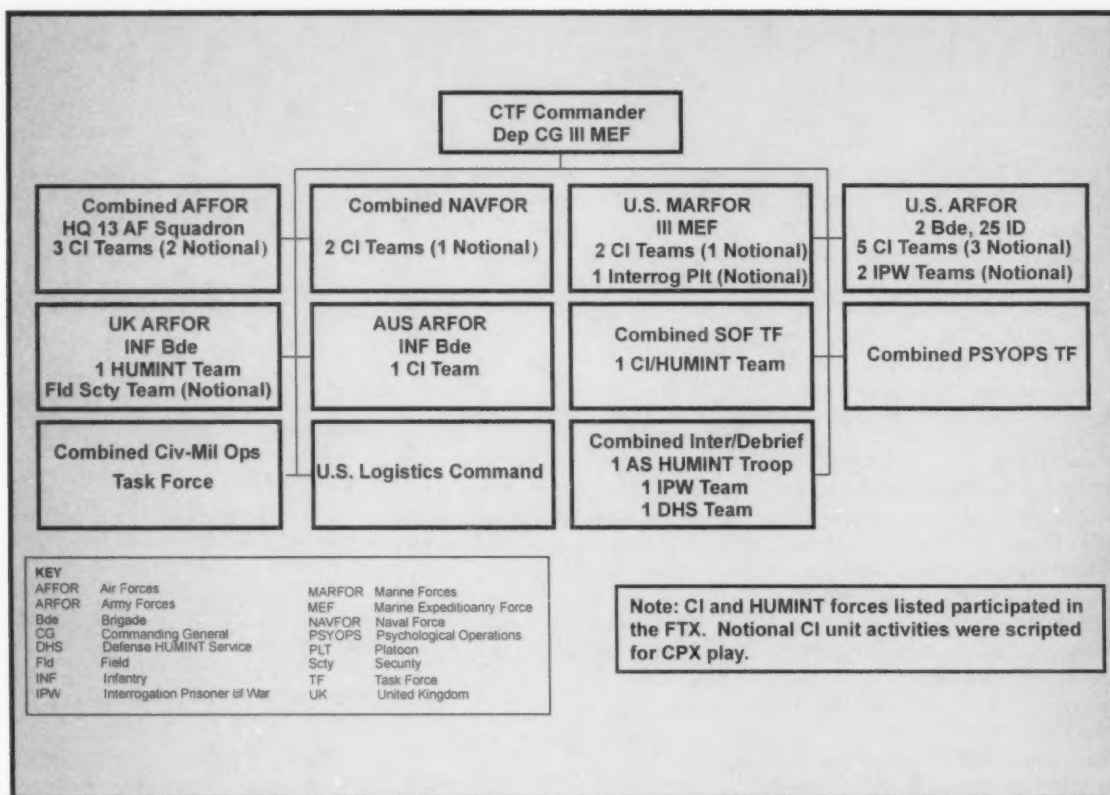 CTF Commander
Dep CG III MEF
Combined AFFOR
HQ 13 AF Squadron
3 CI Teams (2 Notional)
Combined NAVFOR
2 CI Teams (1 Notional)
U.S. MARFOR
III MEF
2 CI Teams (1 Notional)
1 Interrog Plt (Notional)
U.S. ARFOR
2 Bde, 25 ID
5 CI Teams (3 Notional)
2 IPW Teams (Notional)
UK ARFOR
INF Bde
1 HUMINT Team
Fld Scty Team (Notional)
AUS ARFOR
INF Bde
1 CI Team
Combined SOF TF
1 CI/HUMINT Team
Combined PSYOPS TF
Combined Civ-Mil Ops
Task Force
U.S. Logistics Command
Combined Inter/Debrief
1 AS HUMINT Troop
1 IPW Team
1 DHS Team
KEY
AFFOR Air Forces
ARFOR Army Forces
Bde Brigade
CG Commanding General
DHS Defense HUMINT Service
Fld Field
INF Infantry
IPW Interrogation Prisoner of War
MARFOR Marine Forces
MEF Marine Expeditioanry Force
NAVFOR Naval Force
PSYOPS Psychological Operations
PLT Platoon
Scty Security
TF Task Force
UK United Kingdom
Note: CI and HUMINT forces listed participated in
the FTX. Notional CI unit activities were scripted
for CPX play.